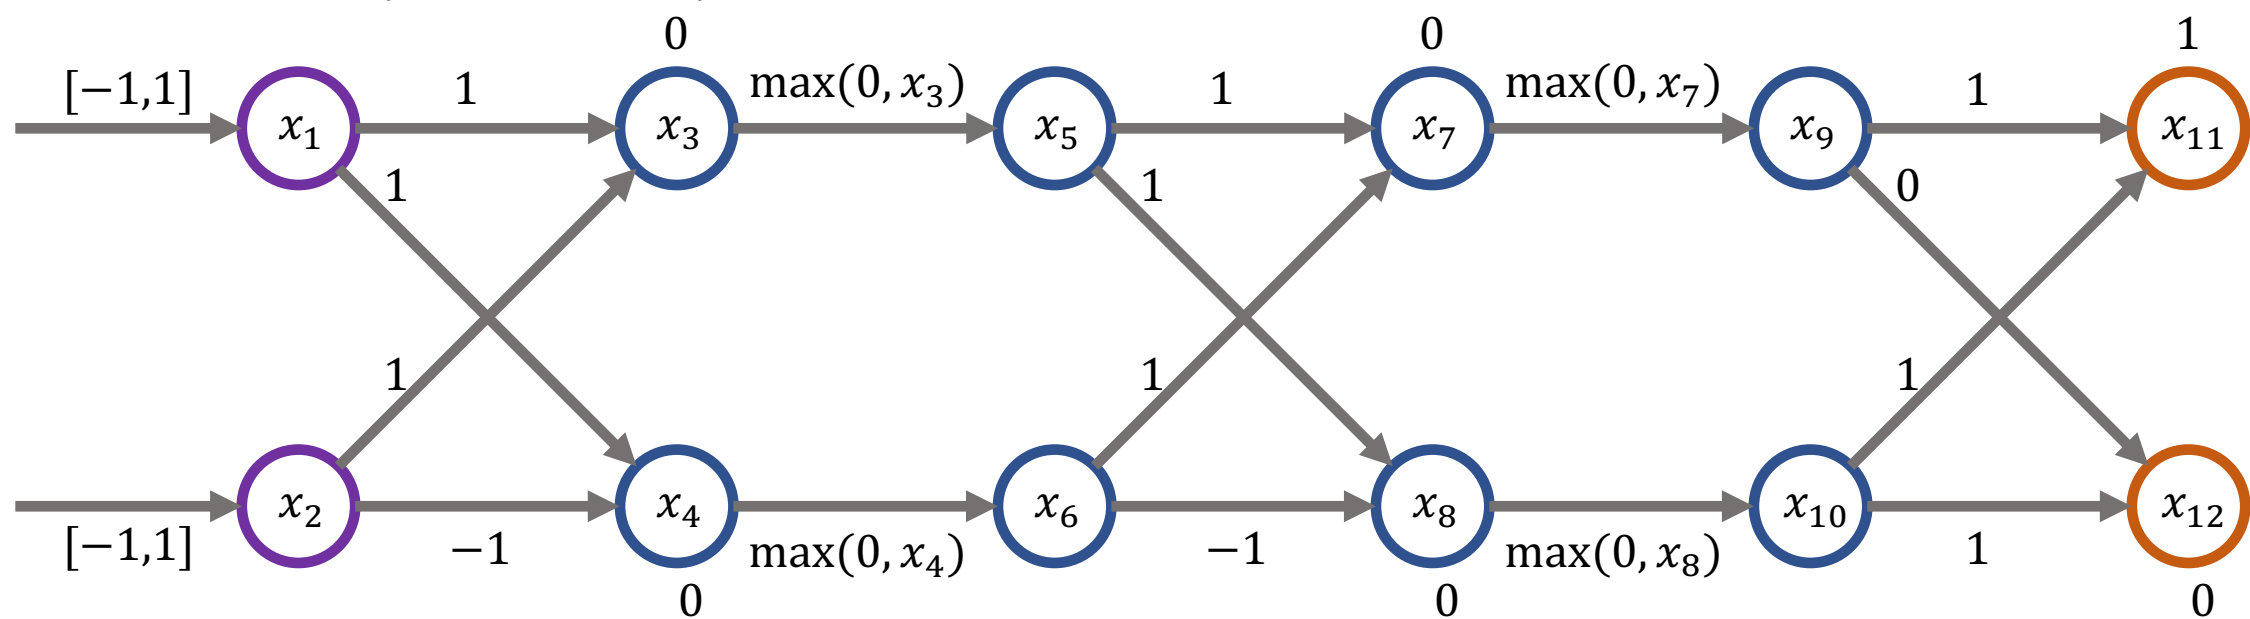 0 0 1
[−1,1] 1 max(0, x₃) 1 max(0, x₇) 1
x₁ x₃ x₅ x₇ x₉ x₁₁
1 1 0
1 1 1
x₂ x₄ x₆ x₈ x₁₀ x₁₂
[−1,1] −1 max(0, x₄) −1 max(0, x₈) 1
0 0 0